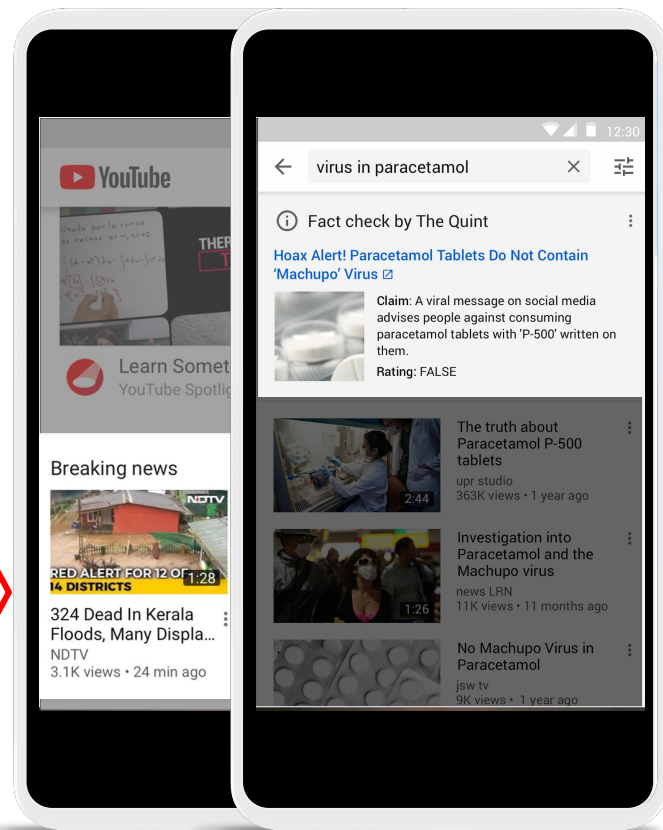 YouTube
THER
Learn Somet
YouTube Spotlig
Breaking news
NDTV
RED ALERT FOR 12 OF
14 DISTRICTS
1:28
324 Dead In Kerala
Floods, Many Displa...
NDTV
3.1K views • 24 min ago
12:30
virus in paracetamol
Fact check by The Quint
Hoax Alert! Paracetamol Tablets Do Not Contain
‘Machupo’ Virus
Claim: A viral message on social media
advises people against consuming
paracetamol tablets with 'P-500' written on
them.
Rating: FALSE
2:44
The truth about
Paracetamol P-500
tablets
upr studio
363K views • 1 year ago
1:26
Investigation into
Paracetamol and the
Machupo virus
news LRN
11K views • 11 months ago
No Machupo Virus in
Paracetamol
jsw tv
9K views • 1 year ago